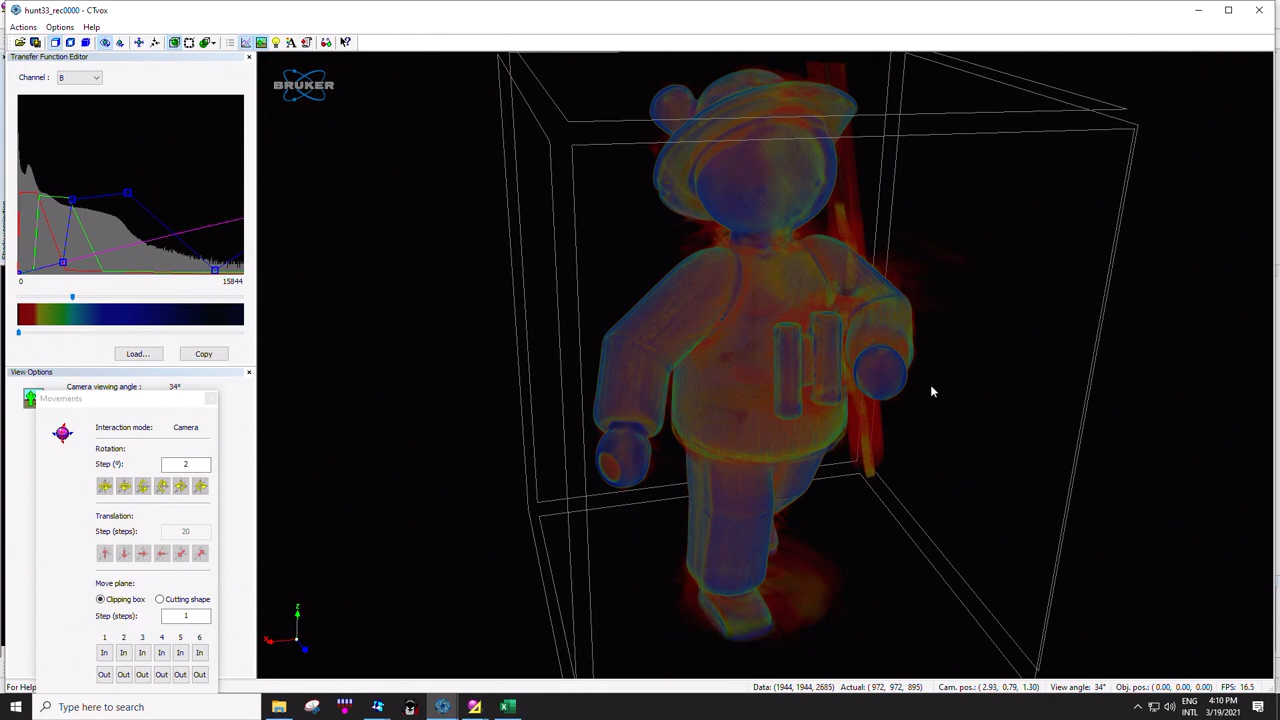 hunt33_rec0000 - CTvox
Actions Options Help
Transfer Function Editor
BRUKER
Channel : B
0 15844
Load... Copy
View Options
Camera viewing angle : 34°
Movements
Interaction mode: Camera
Rotation:
Step (º): 2
Translation:
Step (steps): 20
Move plane:
Clipping box Cutting shape
Step (steps): 1
1 2 3 4 5 6
In In In In In In
Out Out Out Out Out Out
z
x
For Help
Data: (1944, 1944, 2685) Actual: ( 972, 972, 895) Cam. pos.: ( 2.93, 0.79, 1.30) View angle: 34° Obj. pos.: ( 0.00, 0.00, 0.00) FPS: 16.5
Type here to search
ENG
INTL
4:10 PM
3/19/2021